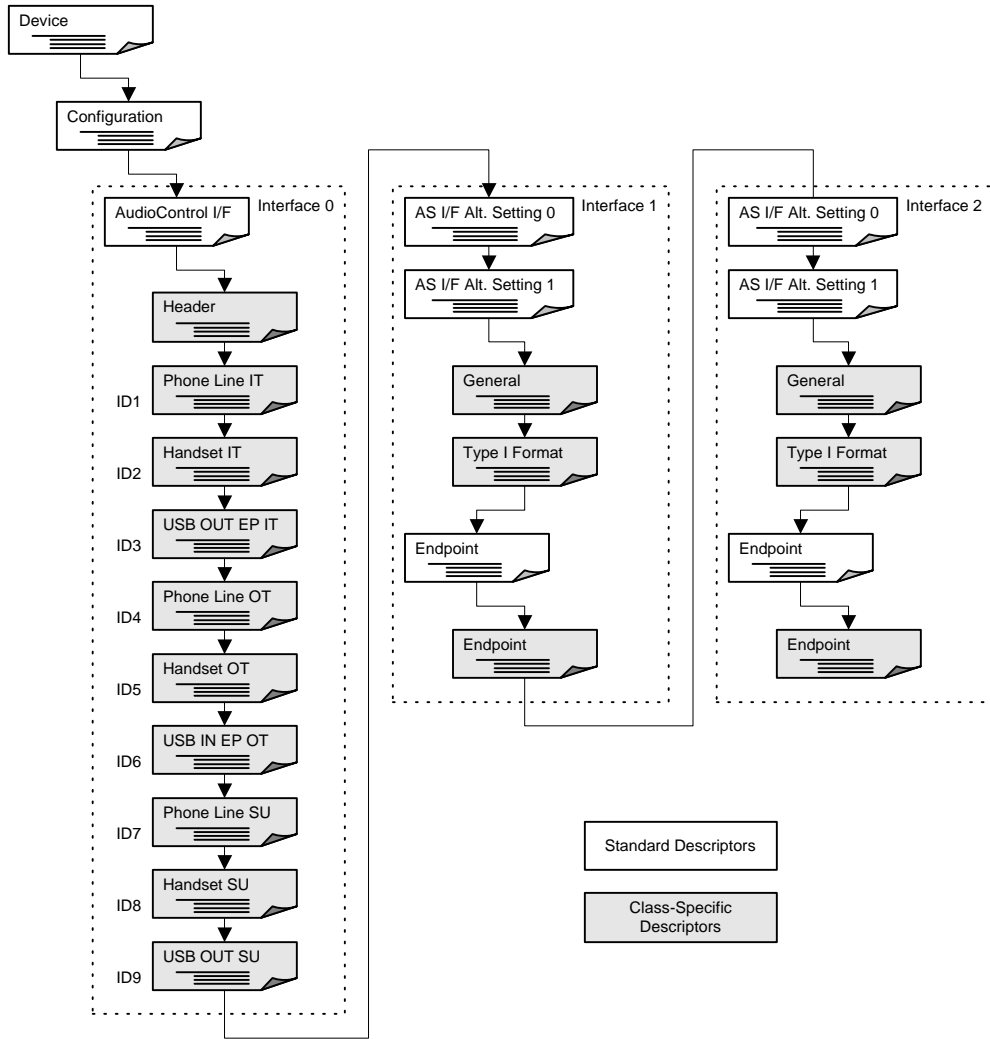 Device
Configuration
AudioControl I/F
Interface 0
Header
Phone Line IT
ID1
Handset IT
ID2
USB OUT EP IT
ID3
Phone Line OT
ID4
Handset OT
ID5
USB IN EP OT
ID6
Phone Line SU
ID7
Handset SU
ID8
USB OUT SU
ID9
AS I/F Alt. Setting 0
Interface 1
AS I/F Alt. Setting 1
General
Type I Format
Endpoint
Endpoint
AS I/F Alt. Setting 0
Interface 2
AS I/F Alt. Setting 1
General
Type I Format
Endpoint
Endpoint
Standard Descriptors
Class-Specific
Descriptors